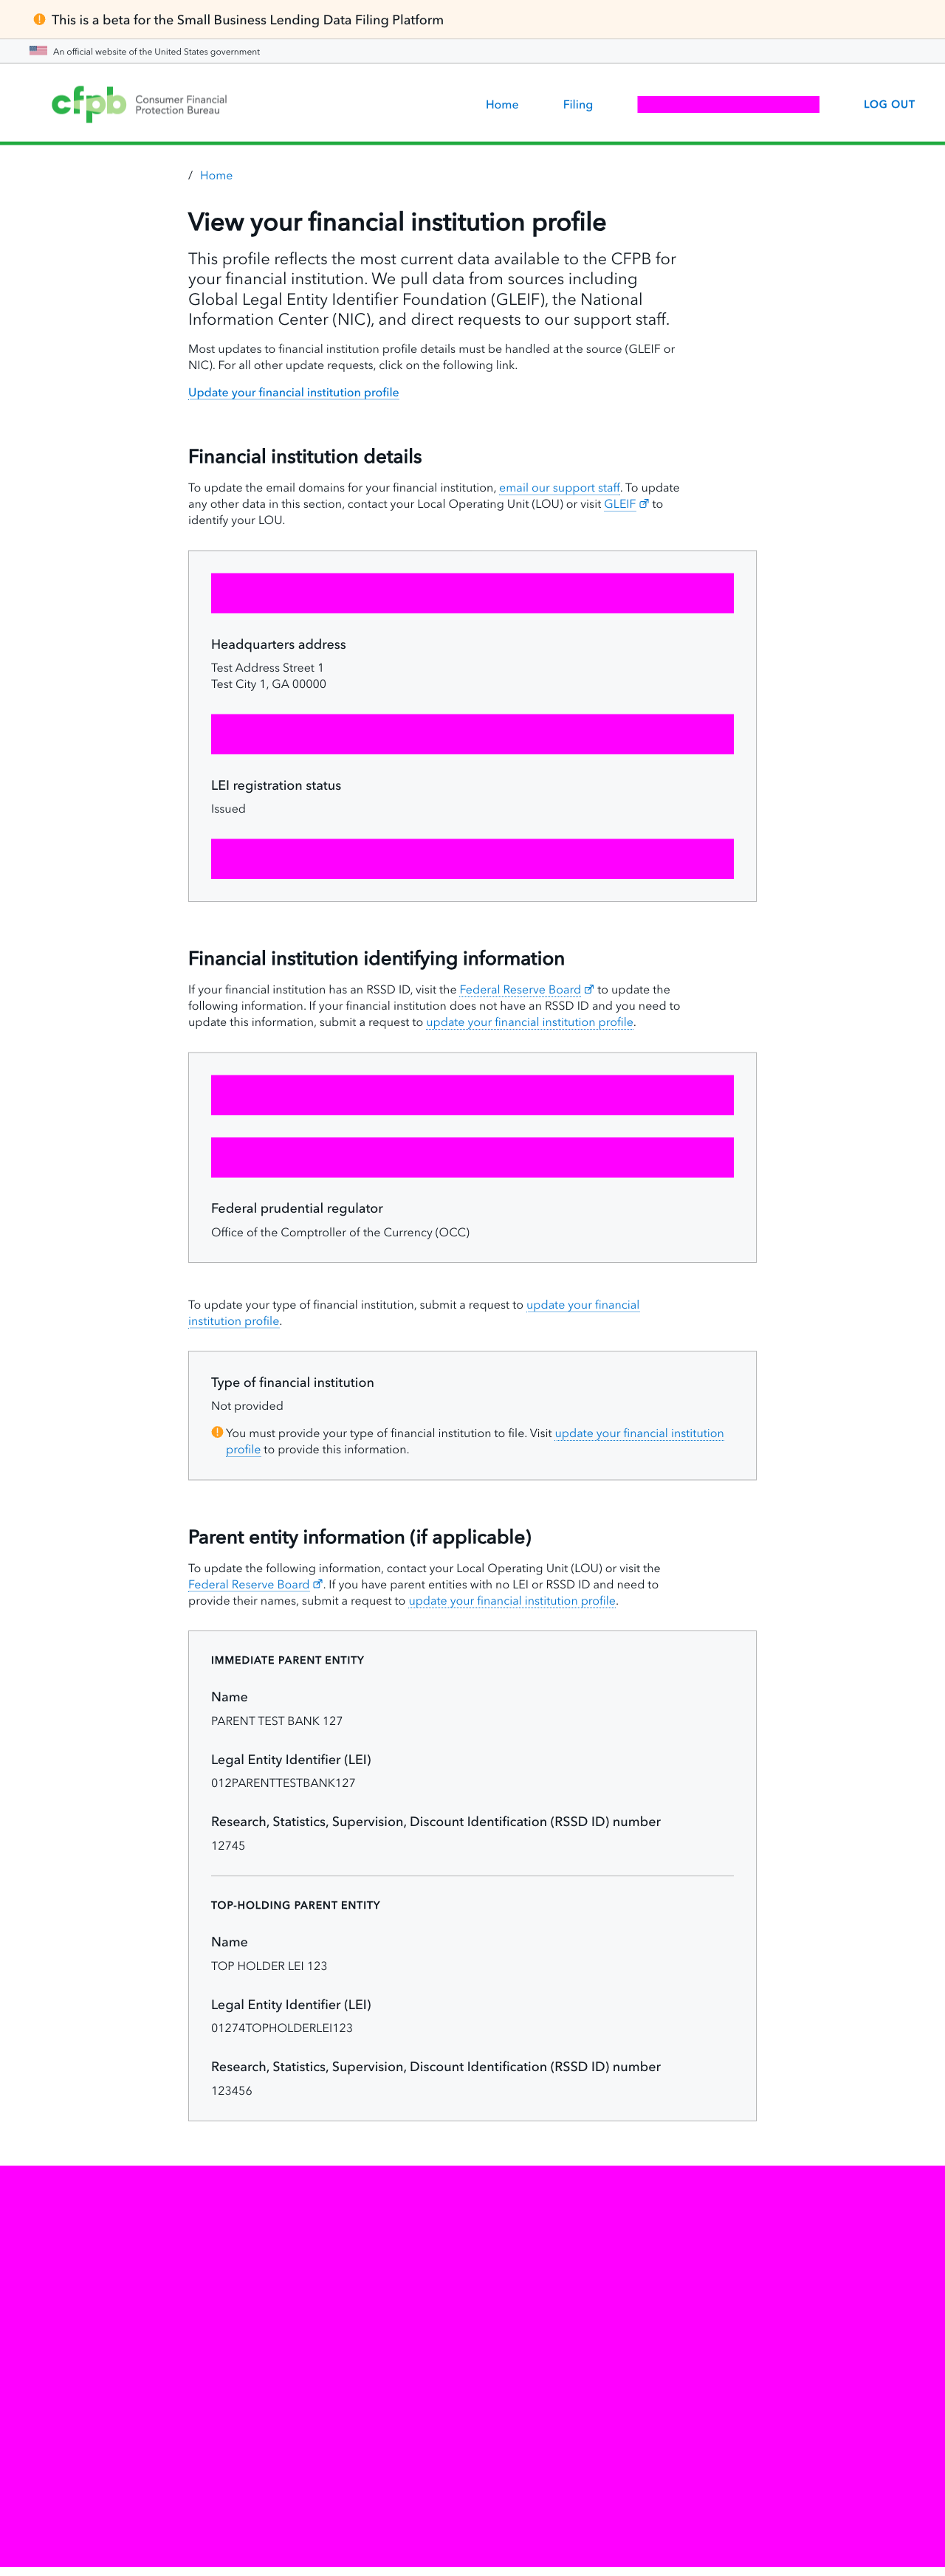 This is a beta for the Small Business Lending Data Filing Platform
An official website of the United States government
cfpb Consumer Financial
Protection Bureau
Home
Filing
LOG OUT
/ Home
View your financial institution profile
This profile reflects the most current data available to the CFPB for
your financial institution. We pull data from sources including
Global Legal Entity Identifier Foundation (GLEIF), the National
Information Center (NIC), and direct requests to our support staff.
Most updates to financial institution profile details must be handled at the source (GLEIF or
NIC). For all other update requests, click on the following link.
Update your financial institution profile
Financial institution details
To update the email domains for your financial institution, email our support staff. To update
any other data in this section, contact your Local Operating Unit (LOU) or visit GLEIF to
identify your LOU.
Headquarters address
Test Address Street 1
Test City 1, GA 00000
LEI registration status
Issued
Financial institution identifying information
If your financial institution has an RSSD ID, visit the Federal Reserve Board to update the
following information. If your financial institution does not have an RSSD ID and you need to
update this information, submit a request to update your financial institution profile.
Federal prudential regulator
Office of the Comptroller of the Currency (OCC)
To update your type of financial institution, submit a request to update your financial
institution profile.
Type of financial institution
Not provided
You must provide your type of financial institution to file. Visit update your financial institution
profile to provide this information.
Parent entity information (if applicable)
To update the following information, contact your Local Operating Unit (LOU) or visit the
Federal Reserve Board . If you have parent entities with no LEI or RSSD ID and need to
provide their names, submit a request to update your financial institution profile.
IMMEDIATE PARENT ENTITY
Name
PARENT TEST BANK 127
Legal Entity Identifier (LEI)
012PARENTTESTBANK127
Research, Statistics, Supervision, Discount Identification (RSSD ID) number
12745
TOP-HOLDING PARENT ENTITY
Name
TOP HOLDER LEI 123
Legal Entity Identifier (LEI)
01274TOPHOLDERLEI123
Research, Statistics, Supervision, Discount Identification (RSSD ID) number
123456